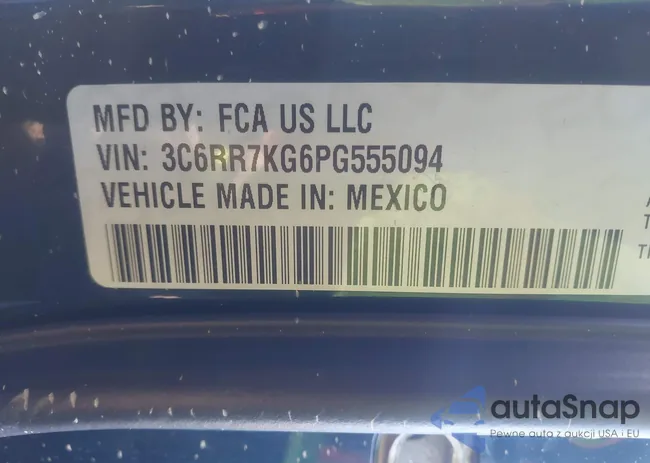 MFD BY: FCA US LLC
VIN: 3C6RR7KG6PG555094
VEHICLE MADE IN: MEXICO
autaSnap
Pewne auta z aukcji USA i EU